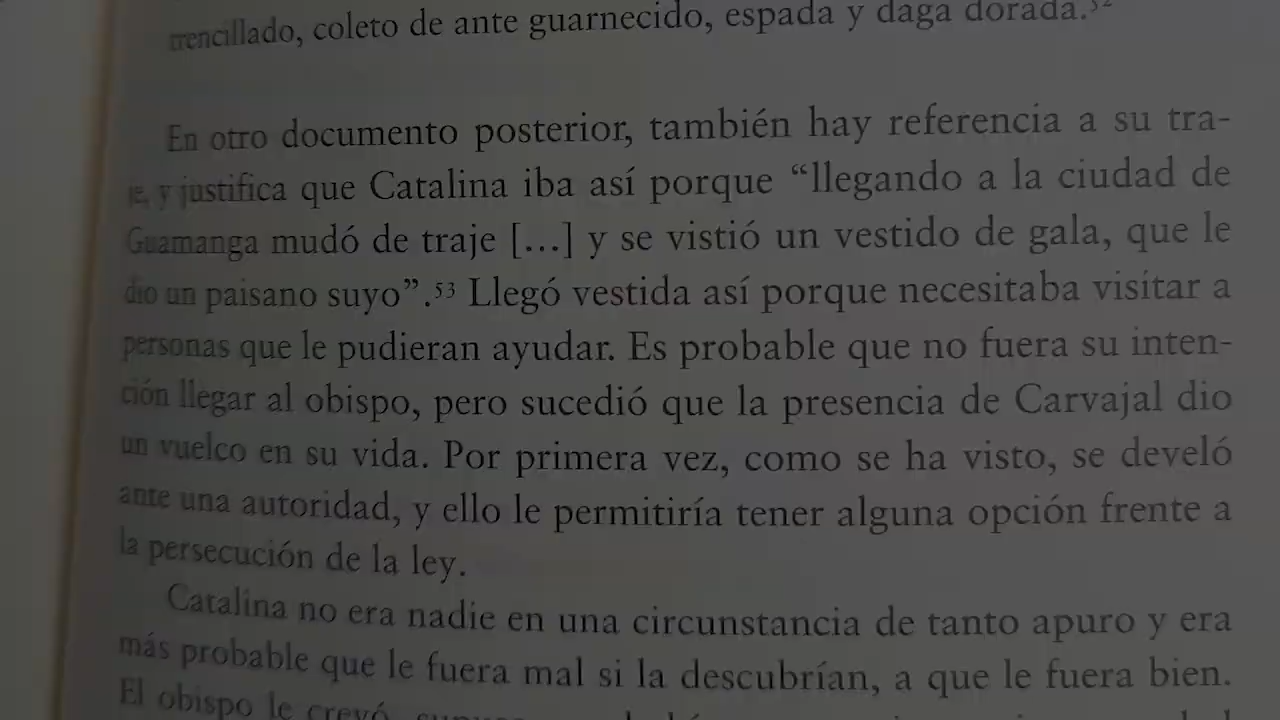 trencillado, coleto de ante guarnecido, espada y daga dorada.⁵²
En otro documento posterior, también hay referencia a su tra-
je, y justifica que Catalina iba así porque “llegando a la ciudad de
Guamanga mudó de traje [...] y se vistió un vestido de gala, que le
dio un paisano suyo”.⁵³ Llegó vestida así porque necesitaba visitar a
personas que le pudieran ayudar. Es probable que no fuera su inten-
ción llegar al obispo, pero sucedió que la presencia de Carvajal dio
un vuelco en su vida. Por primera vez, como se ha visto, se develó
ante una autoridad, y ello le permitiría tener alguna opción frente a
la persecución de la ley.
Catalina no era nadie en una circunstancia de tanto apuro y era
más probable que le fuera mal si la descubrían, a que le fuera bien.
El obispo le creyó,